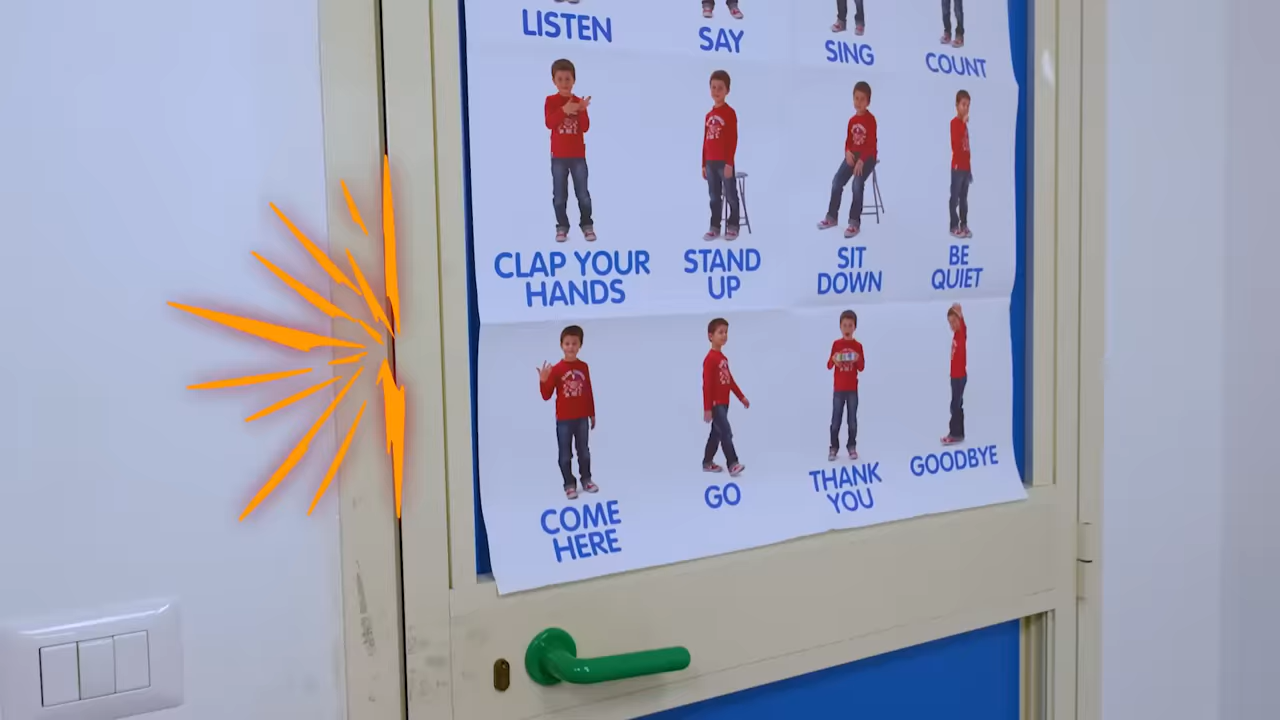 LISTEN
SAY
SING
COUNT
CLAP YOUR
HANDS
STAND
UP
SIT
DOWN
BE
QUIET
COME
HERE
GO
THANK
YOU
GOODBYE